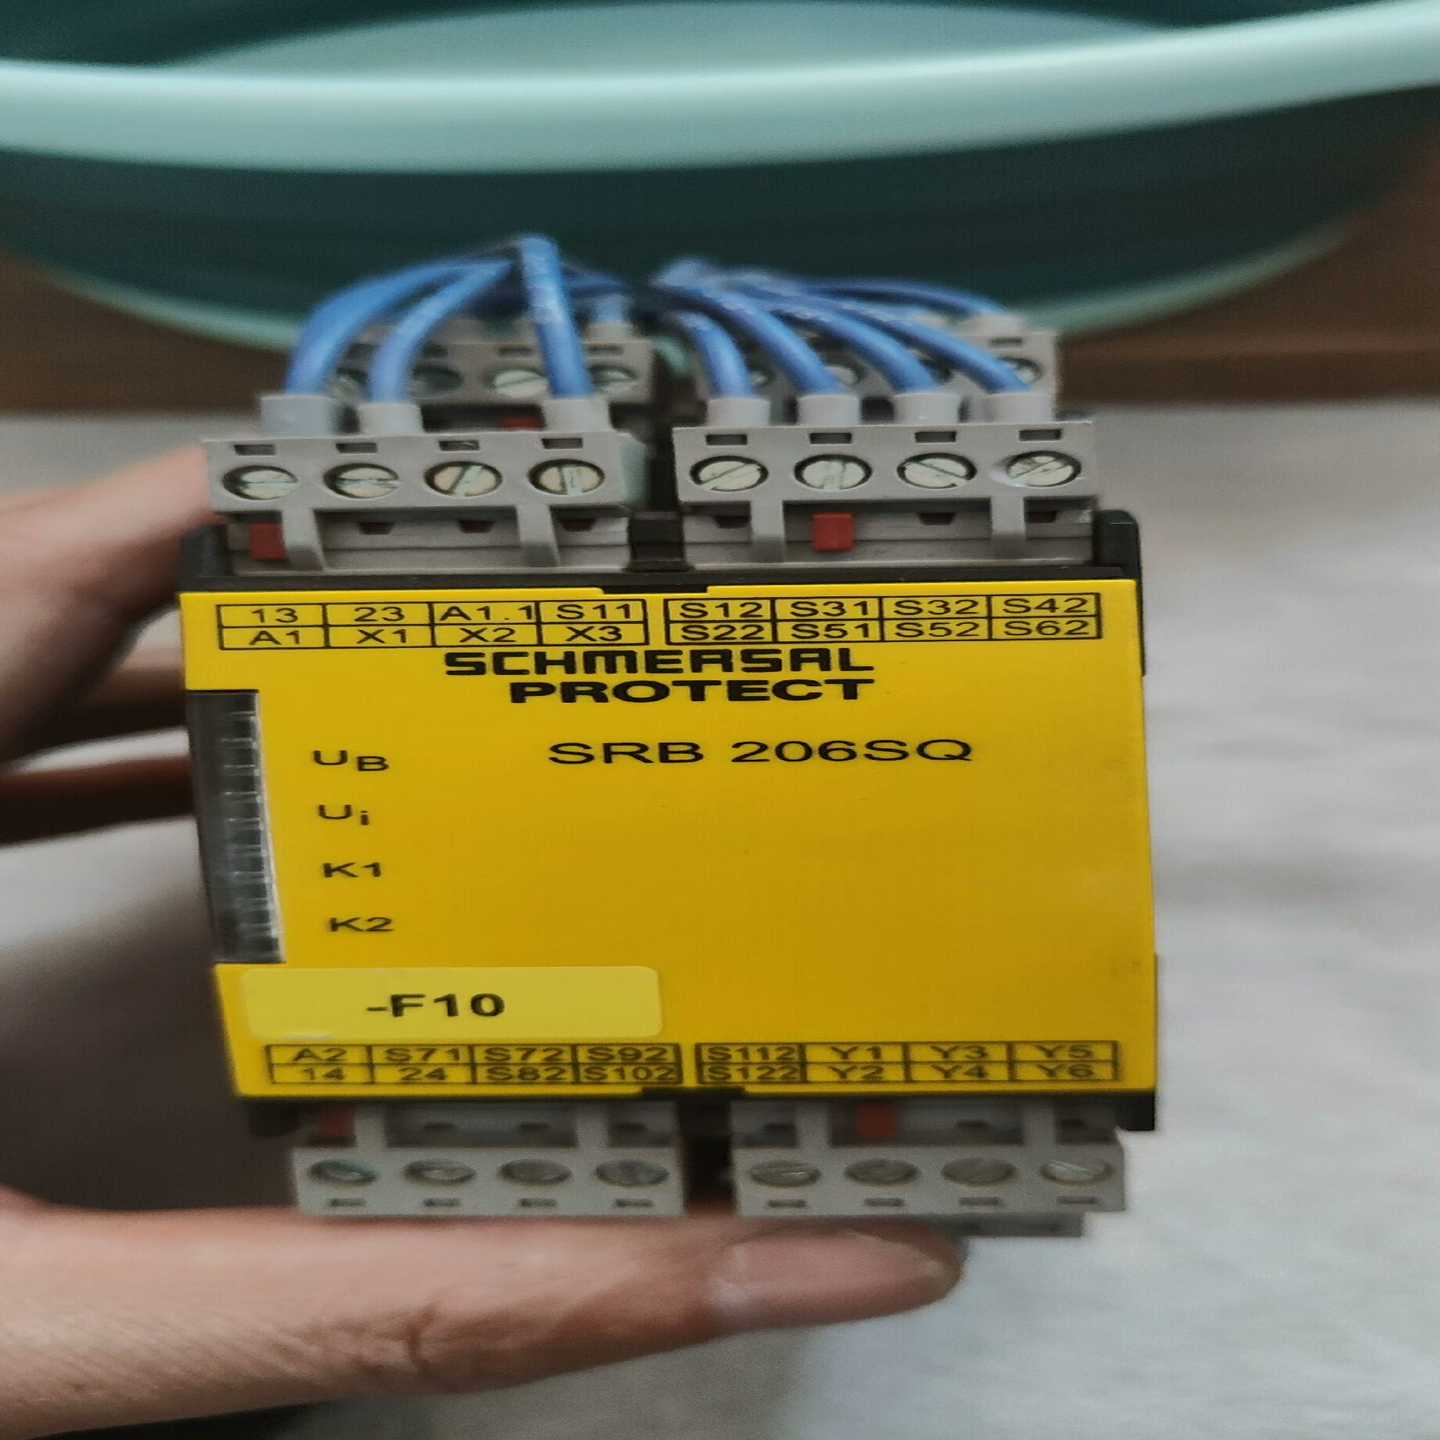 13 23 A1.1 S11 S12 S31 S32 S42
A1 X1 X2 X3 S22 S51 S52 S62
SCHMERSAL
PROTECT
UB SRB 206SQ
Ui
K1
K2
-F10
A2 S71 S72 S92 S112 Y1 Y3 Y5
14 24 S82 S102 S122 Y2 Y4 Y6